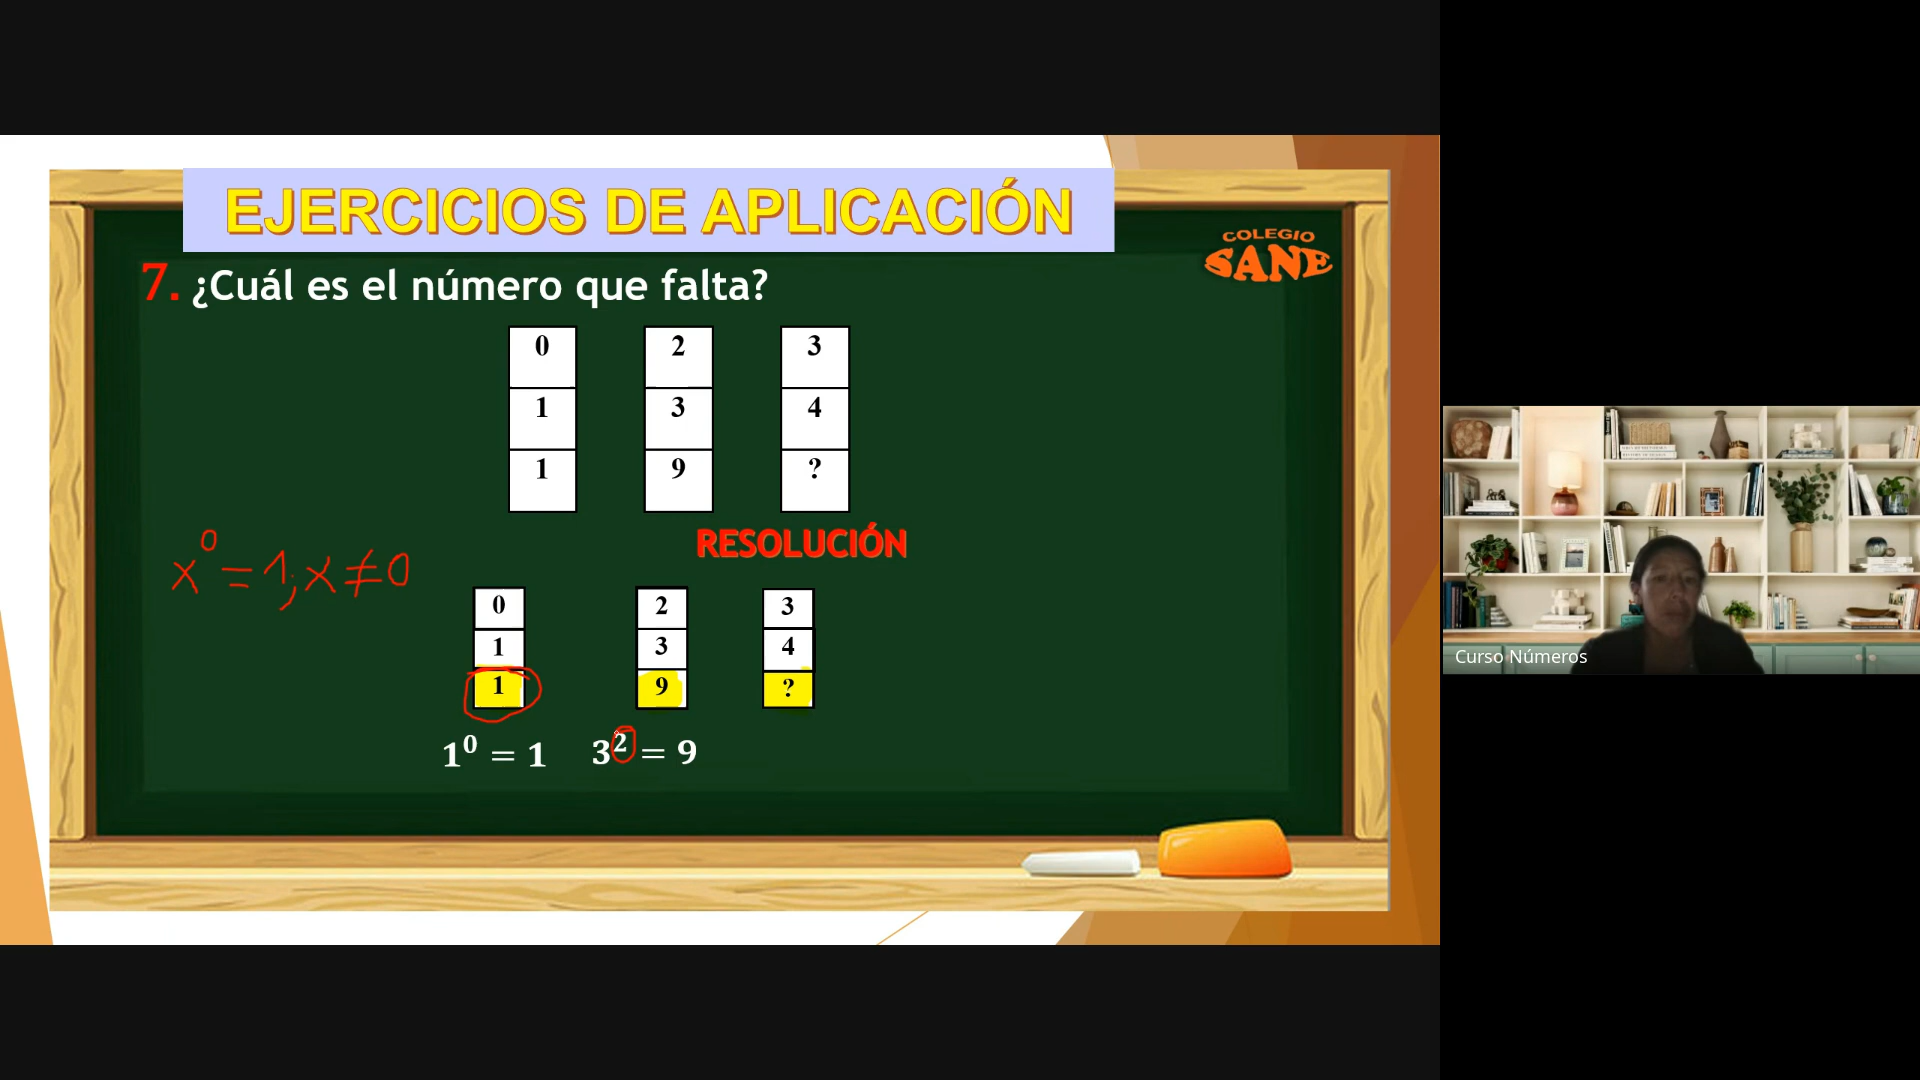 EJERCICIOS DE APLICACIÓN
COLEGIO
SANE
7. ¿Cuál es el número que falta?
0 2 3
1 3 4
1 9 ?
RESOLUCIÓN
x⁰ = 1; x ≠ 0
0 2 3
1 3 4
1 9 ?
1⁰ = 1 3² = 9
Curso Números